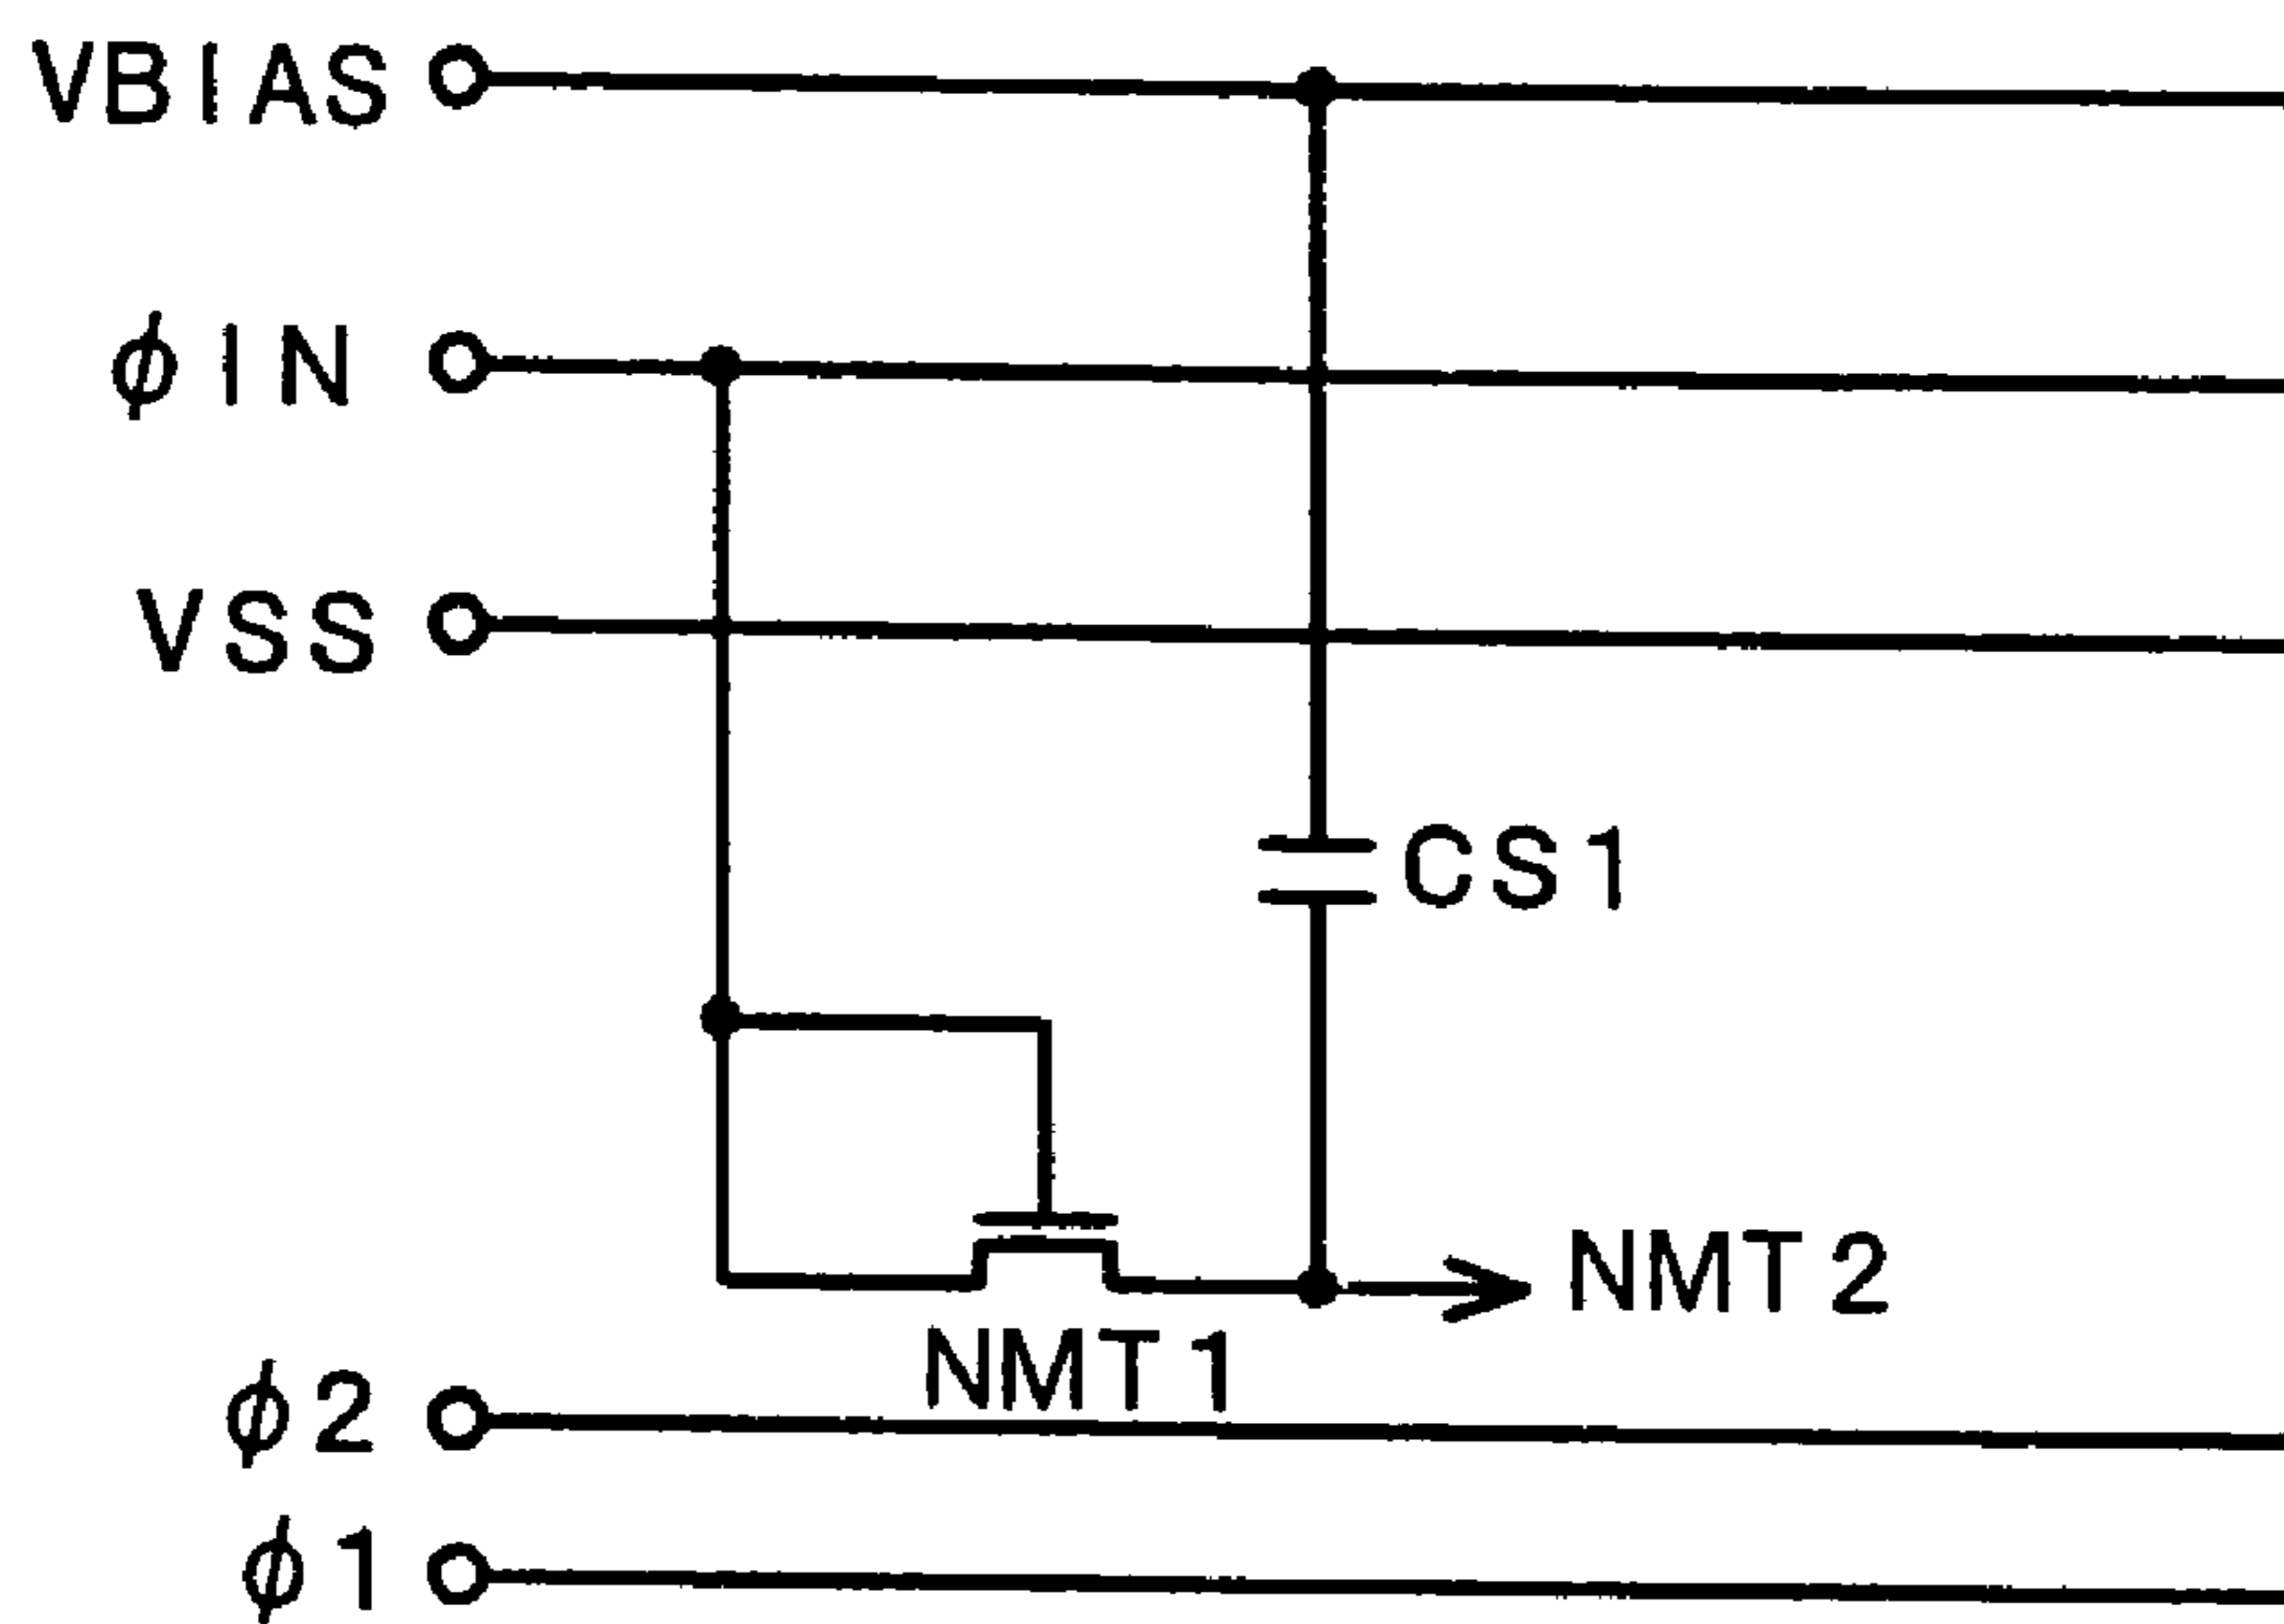 VBIAS
φIN
VSS
CS1
NMT2
NMT1
φ2
φ1